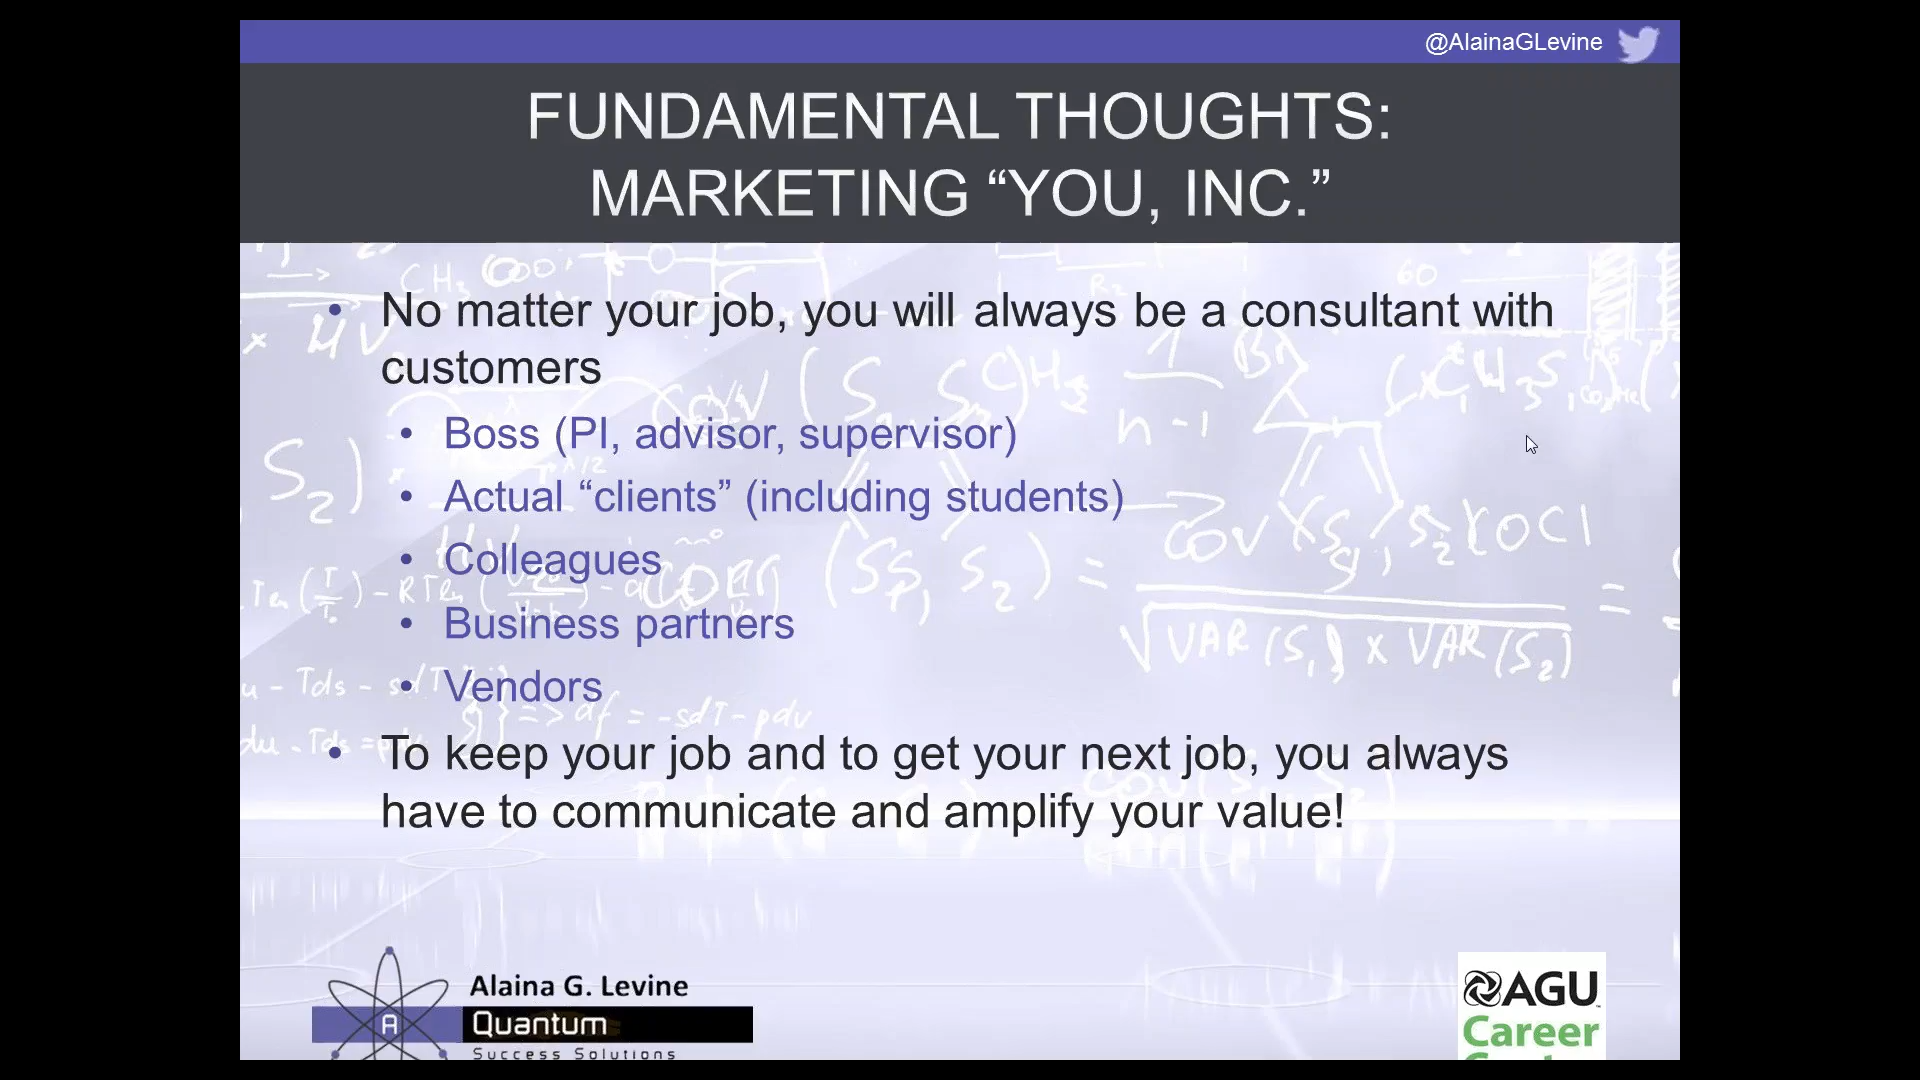 @AlainaGLevine
FUNDAMENTAL THOUGHTS:
MARKETING “YOU, INC.”
• No matter your job, you will always be a consultant with
customers
• Boss (PI, advisor, supervisor)
• Actual “clients” (including students)
• Colleagues
• Business partners
• Vendors
• To keep your job and to get your next job, you always
have to communicate and amplify your value!
A
Alaina G. Levine
Quantum
Success Solutions
AGU
Career